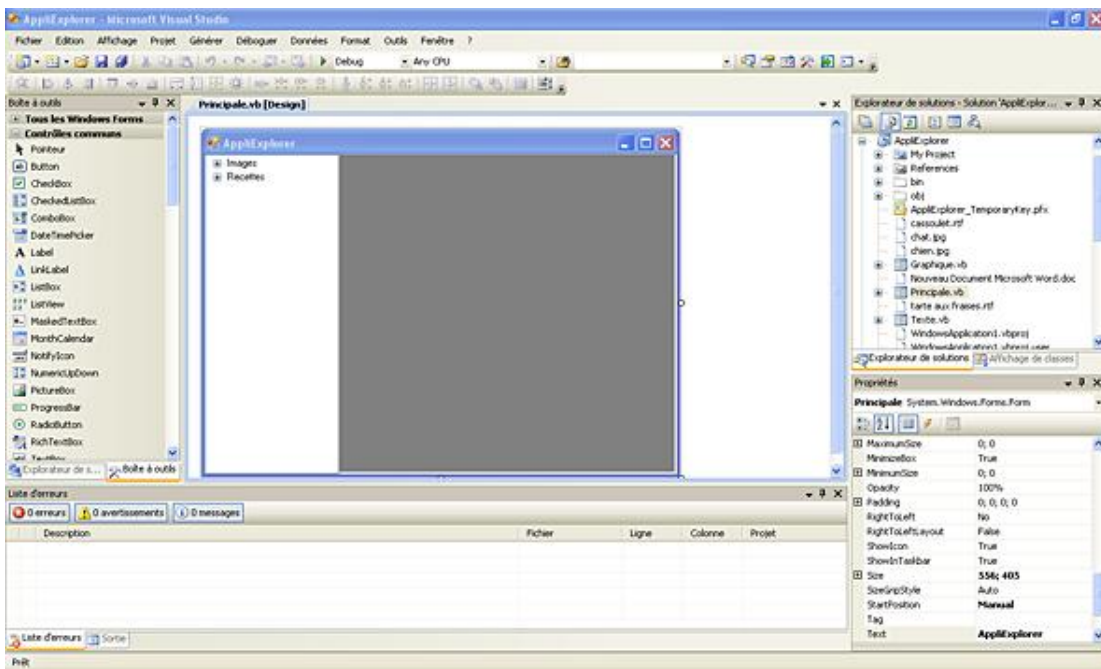 AppliExplorer - Microsoft Visual Studio
Fichier Edition Affichage Projet Générer Déboguer Données Format Outils Fenêtre ?
Debug Any CPU
Boîte à outils
Tous les Windows Forms
Contrôles communs
Pointeur
Button
CheckBox
CheckedListBox
ComboBox
DateTimePicker
Label
LinkLabel
ListBox
ListView
MaskedTextBox
MonthCalendar
NotifyIcon
NumericUpDown
PictureBox
ProgressBar
RadioButton
RichTextBox
TextBox
Explorateur de s... Boîte à outils
Principale.vb [Design]
AppliExplorer
Images
Recettes
Explorateur de solutions - Solution 'AppliExplor...
AppliExplorer
My Project
References
bin
obj
AppliExplorer_TemporaryKey.pfx
cassoulet.rtf
chat.jpg
chien.jpg
Graphique.vb
Nouveau Document Microsoft Word.doc
Principale.vb
tarte aux fraises.rtf
Texte.vb
WindowsApplication1.vbproj
WindowsApplication1.vbproj.user
Explorateur de solutions Affichage de classes
Propriétés
Principale System.Windows.Forms.Form
MaximumSize 0; 0
MinimizeBox True
MinimumSize 0; 0
Opacity 100%
Padding 0; 0; 0; 0
RightToLeft No
RightToLeftLayout False
ShowIcon True
ShowInTaskbar True
Size 556; 405
SizeGripStyle Auto
StartPosition Manual
Tag
Text AppliExplorer
Liste d'erreurs
0 erreurs 0 avertissements 0 messages
Description Fichier Ligne Colonne Projet
Liste d'erreurs Sortie
Prêt